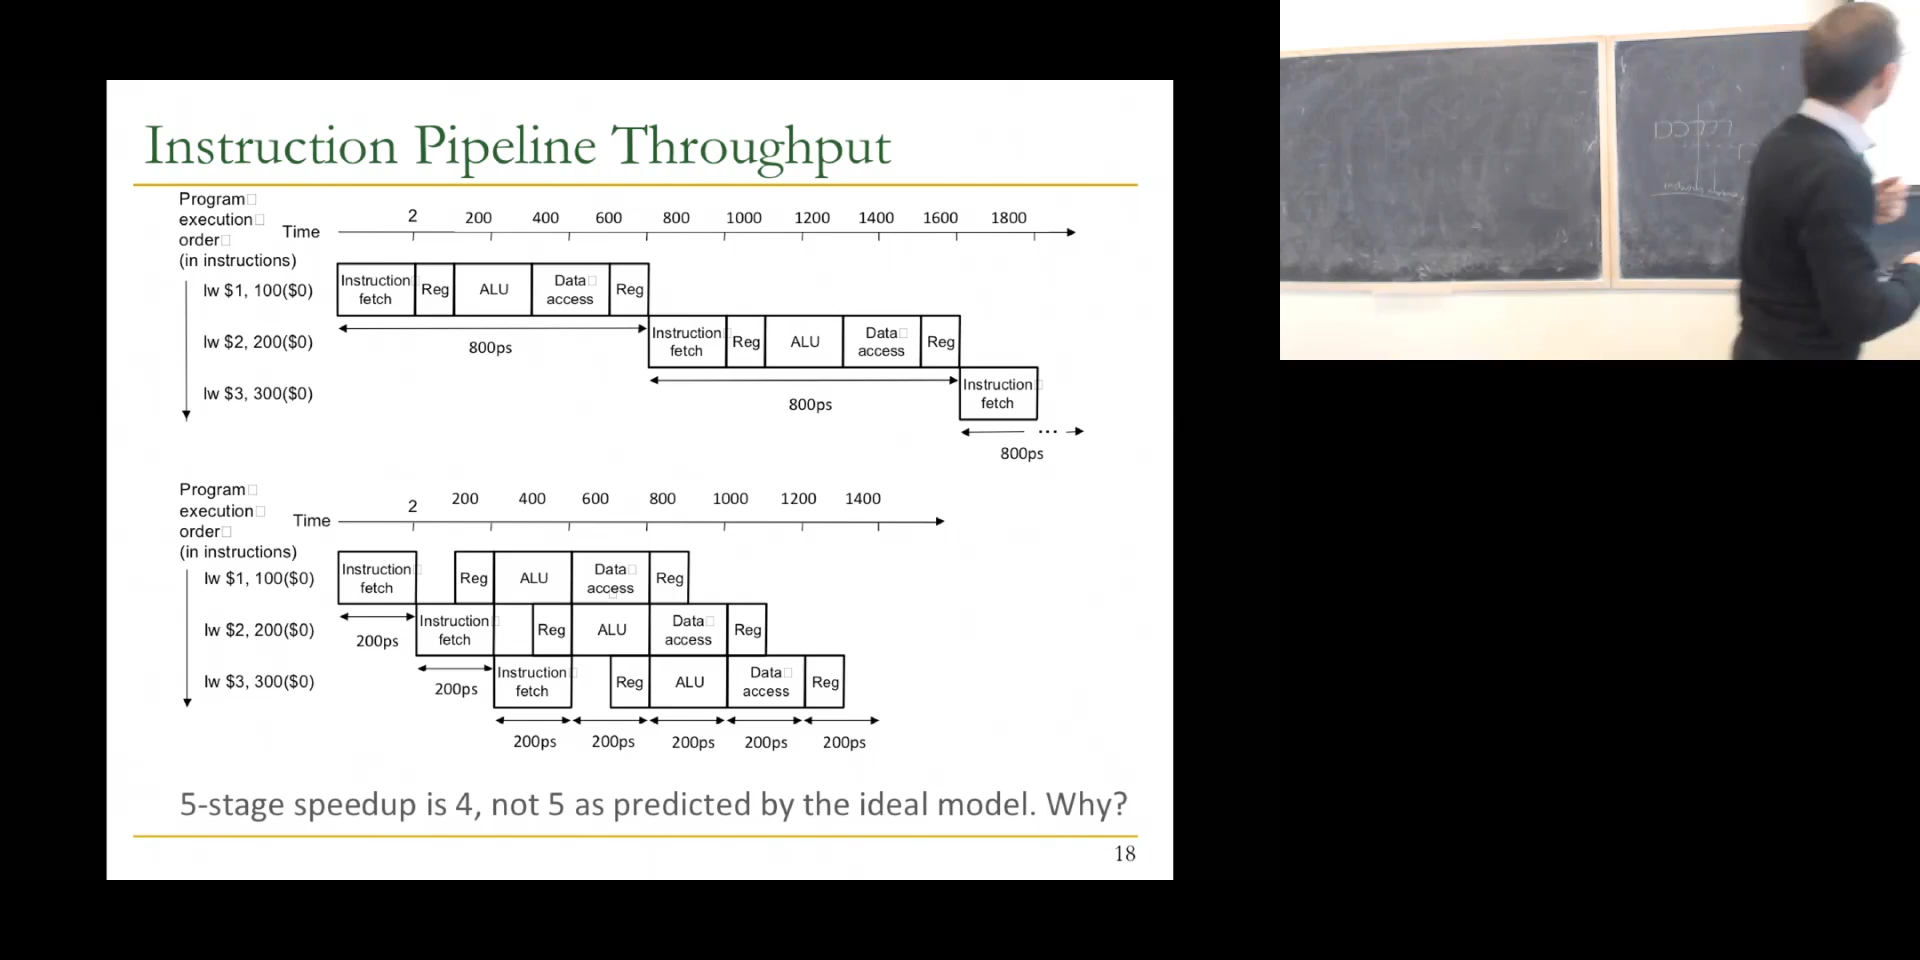 Instruction Pipeline Throughput
Program
execution
order
(in instructions)
Time
2 200 400 600 800 1000 1200 1400 1600 1800
lw $1, 100($0)
Instruction fetch Reg ALU Data access Reg
800ps
lw $2, 200($0)
Instruction fetch Reg ALU Data access Reg
800ps
lw $3, 300($0)
Instruction fetch
...
800ps
Program
execution
order
(in instructions)
Time
2 200 400 600 800 1000 1200 1400
lw $1, 100($0)
Instruction fetch Reg ALU Data access Reg
200ps
lw $2, 200($0)
Instruction fetch Reg ALU Data access Reg
200ps
lw $3, 300($0)
Instruction fetch Reg ALU Data access Reg
200ps 200ps 200ps 200ps 200ps
5-stage speedup is 4, not 5 as predicted by the ideal model. Why?
18